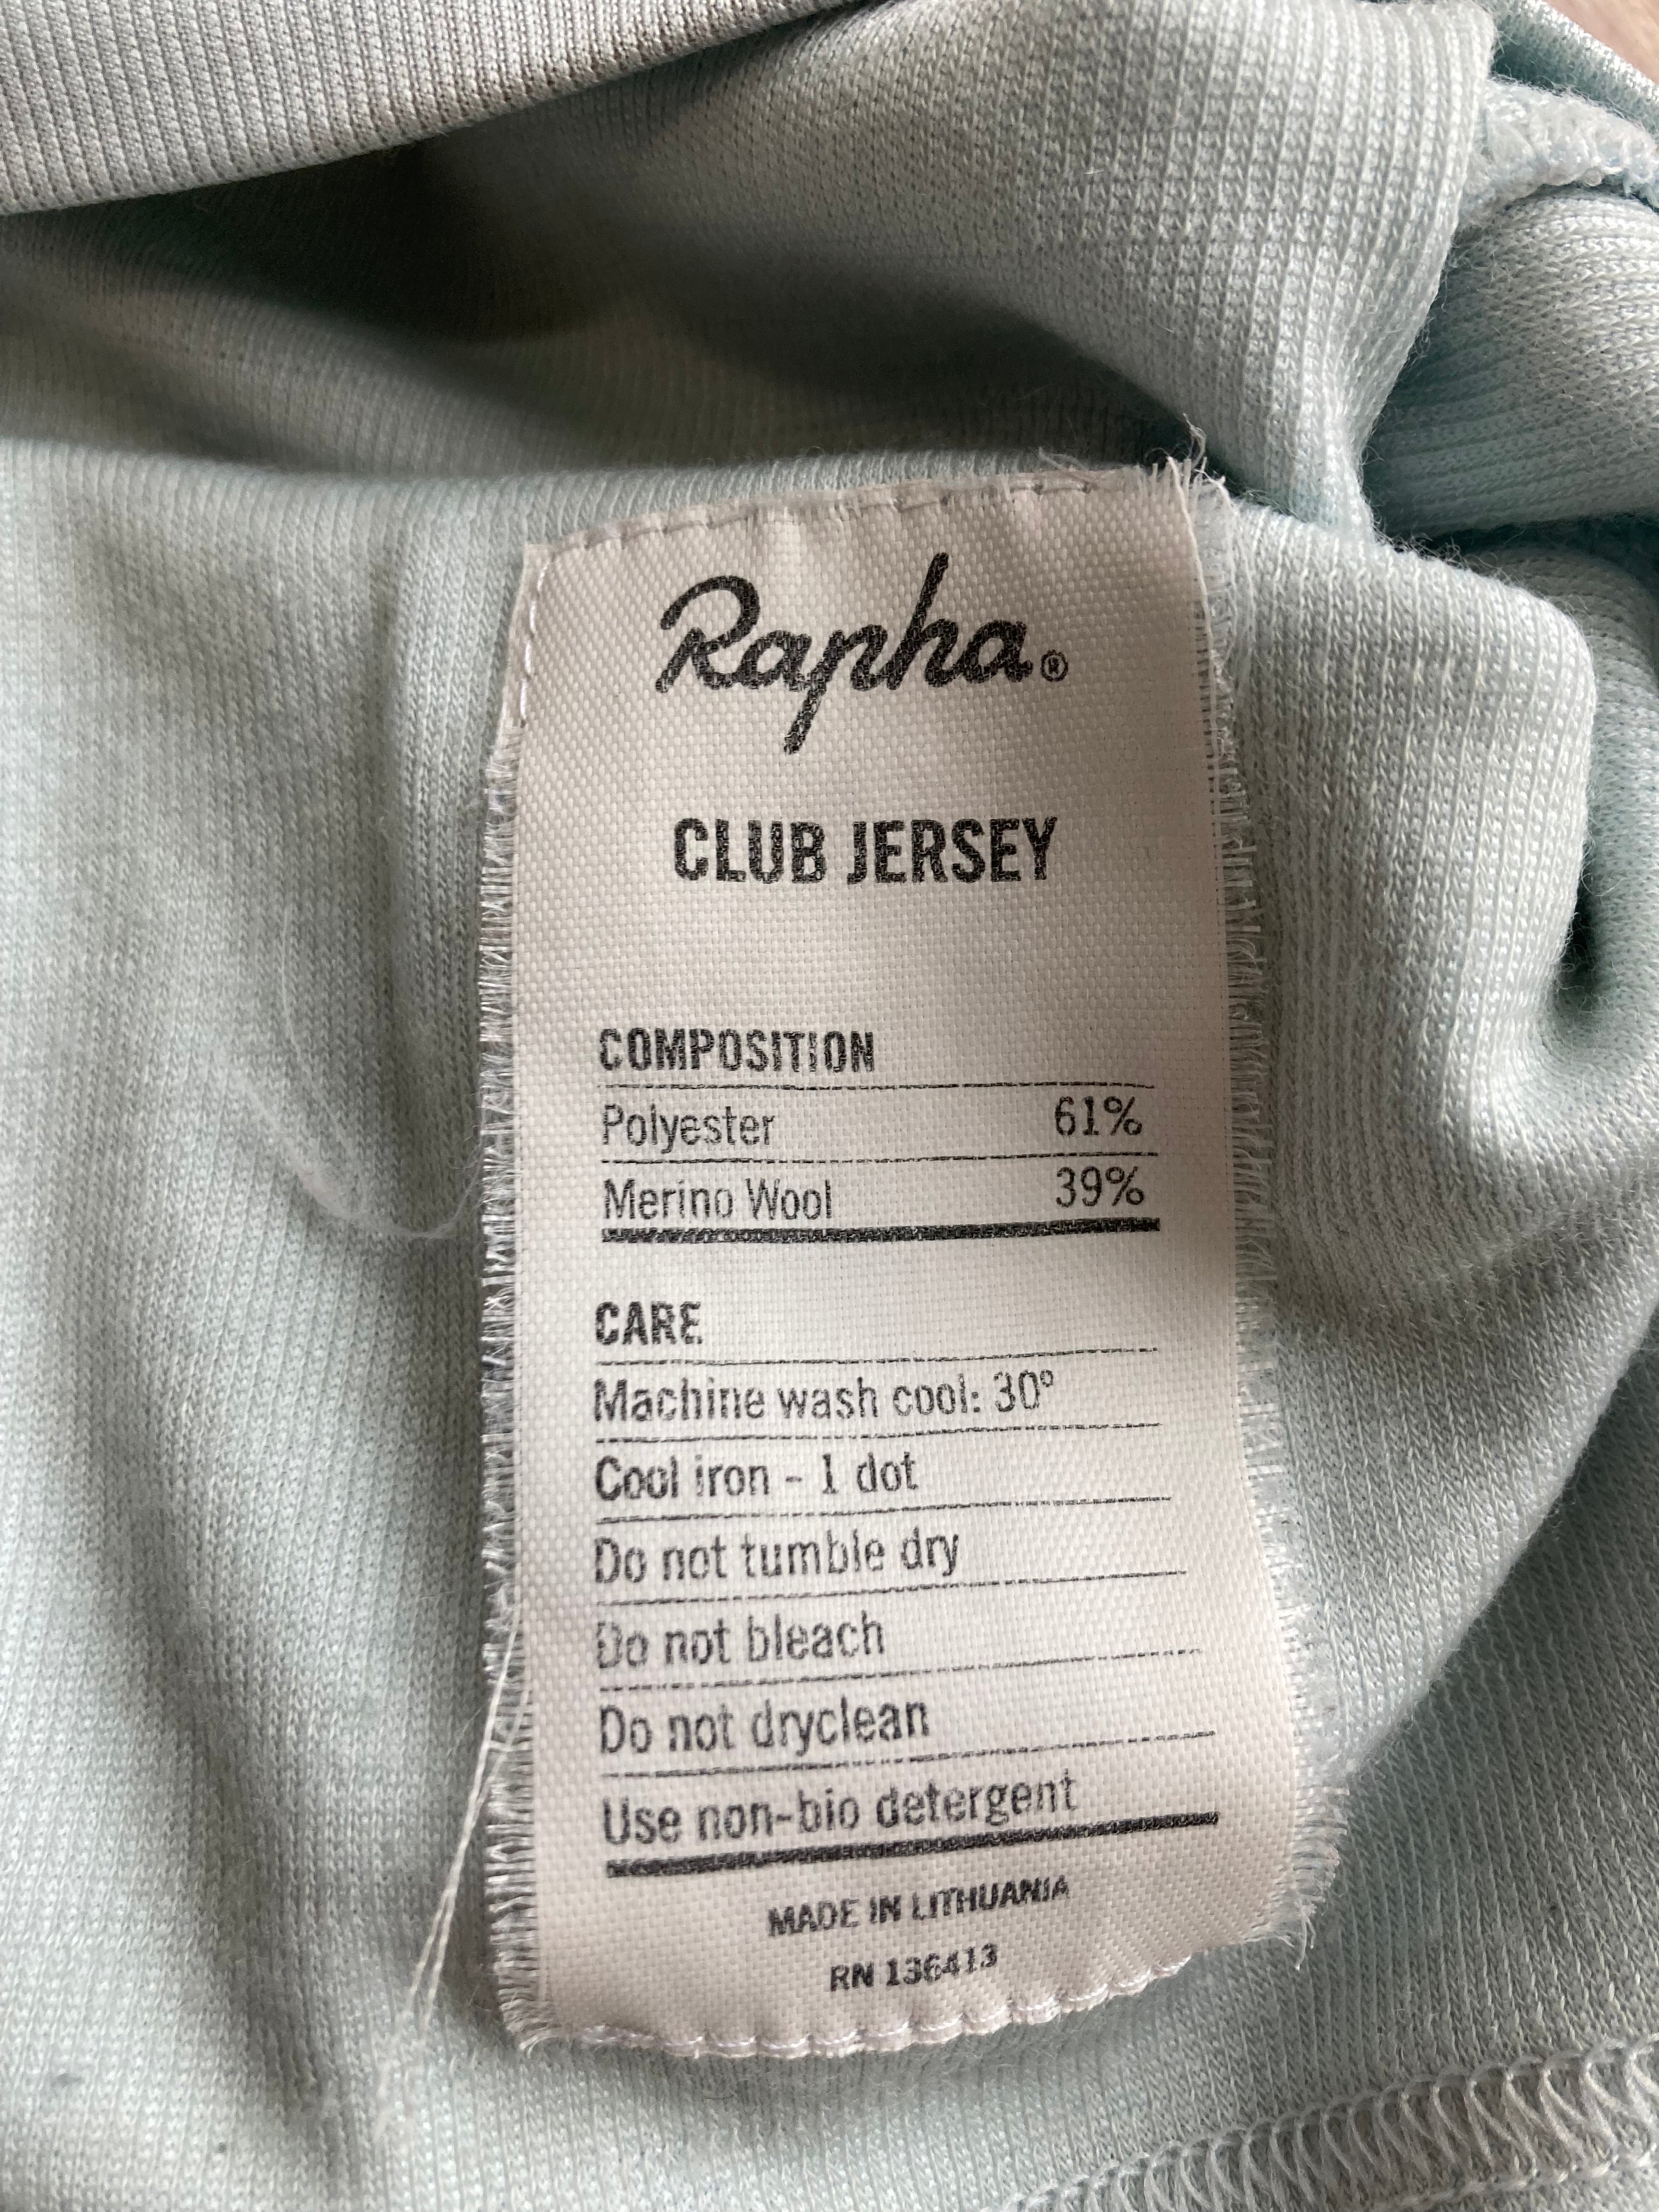 Rapha®
CLUB JERSEY
COMPOSITION
Polyester 61%
Merino Wool 39%
CARE
Machine wash cool: 30°
Cool iron - 1 dot
Do not tumble dry
Do not bleach
Do not dryclean
Use non-bio detergent
MADE IN LITHUANIA
RN 136413